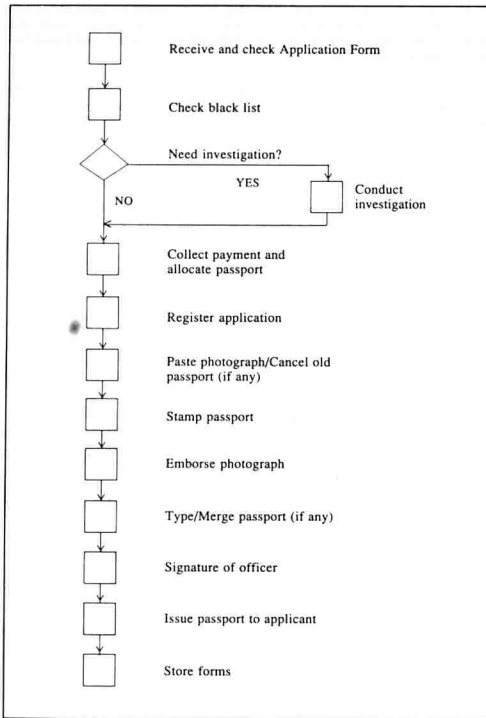 Receive and check Application Form
Check black list
Need investigation?
YES
Conduct
investigation
NO
Collect payment and
allocate passport
Register application
Paste photograph/Cancel old
passport (if any)
Stamp passport
Emborse photograph
Type/Merge passport (if any)
Signature of officer
Issue passport to applicant
Store forms